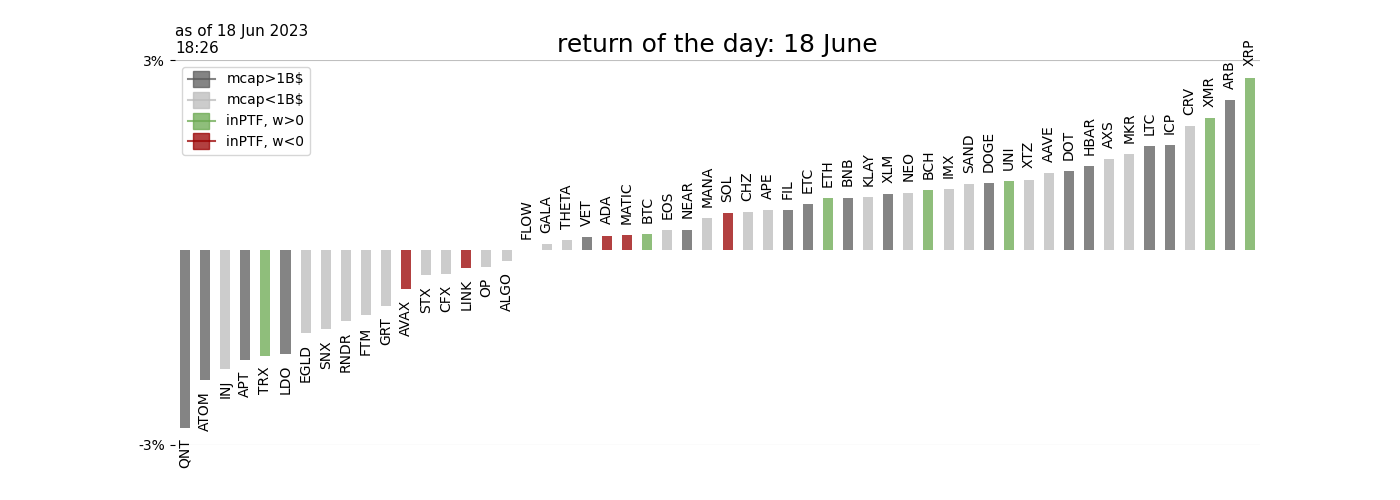 as of 18 Jun 2023
18:26
return of the day: 18 June
3%
mcap>1B$
mcap<1B$
inPTF, w>0
inPTF, w<0
-3%
QNT
ATOM
INJ
APT
TRX
LDO
EGLD
SNX
RNDR
FTM
GRT
AVAX
STX
CFX
LINK
OP
ALGO
FLOW
GALA
THETA
VET
ADA
MATIC
BTC
EOS
NEAR
MANA
SOL
CHZ
APE
FIL
ETC
ETH
BNB
KLAY
XLM
NEO
BCH
IMX
SAND
DOGE
UNI
XTZ
AAVE
DOT
HBAR
AXS
MKR
LTC
ICP
CRV
XMR
ARB
XRP